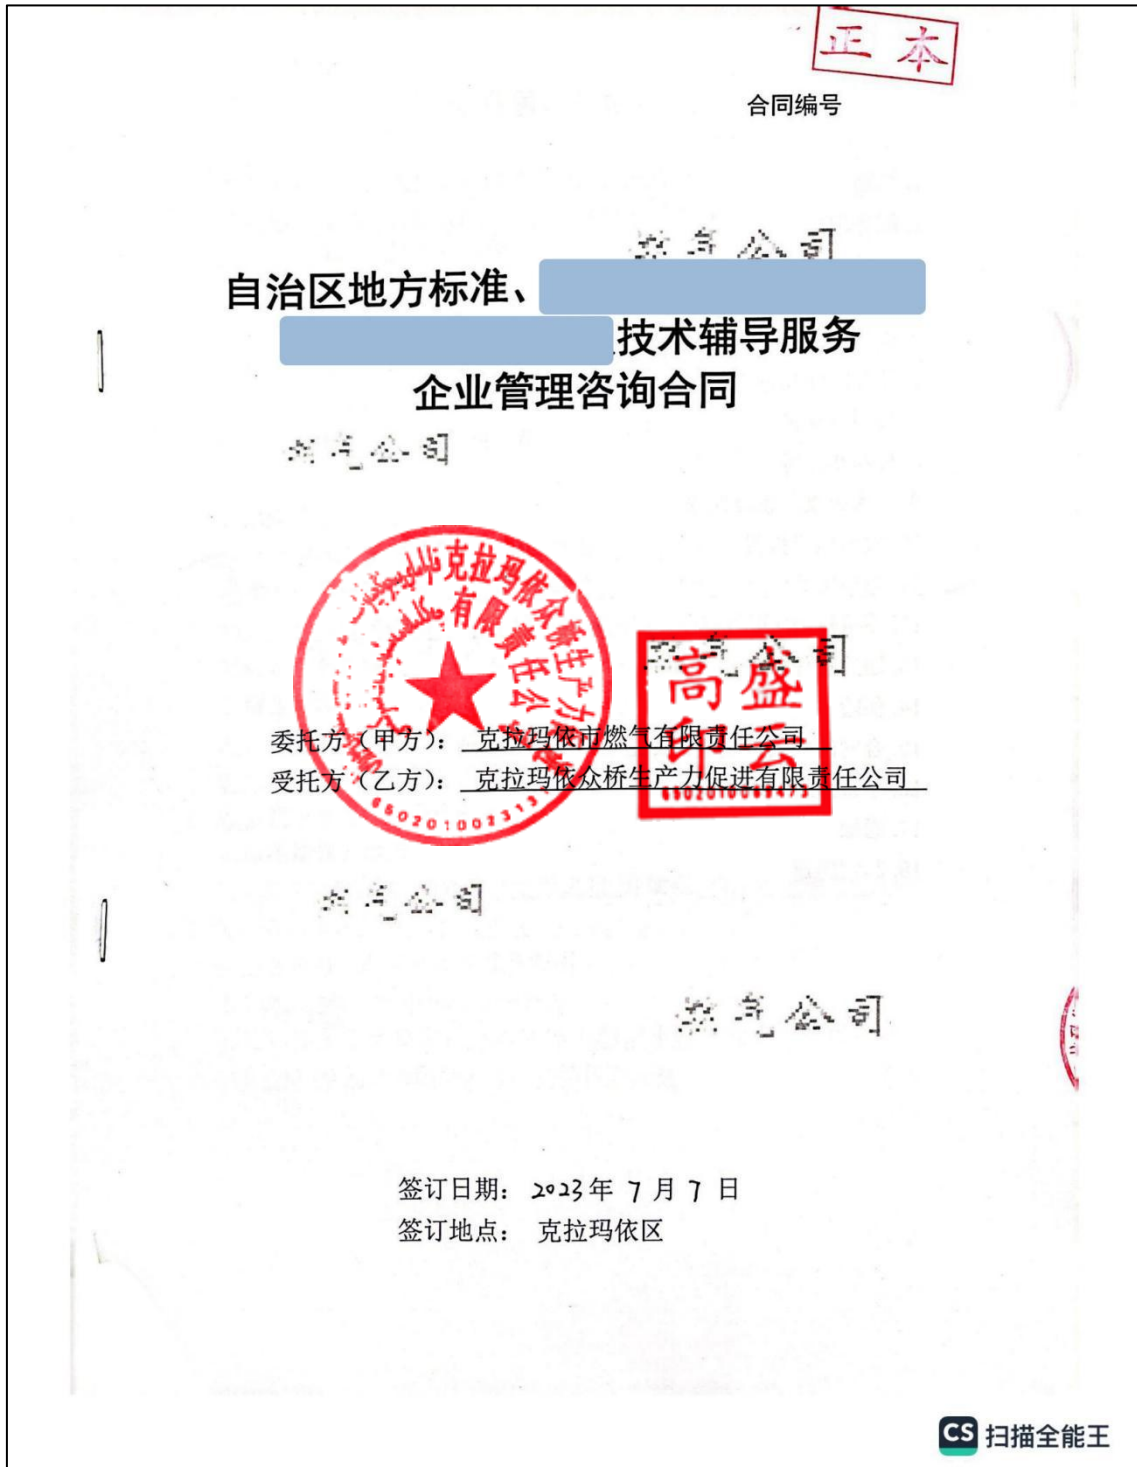 正本
合同编号
燃气公司
自治区地方标准、
技术辅导服务
企业管理咨询合同
燃气公司
克拉玛依众桥生产力
有限责任公司
6502010023131
燃气公司
高盛
印云
委托方（甲方）： 克拉玛依市燃气有限责任公司
受托方（乙方）： 克拉玛依众桥生产力促进有限责任公司
燃气公司
燃气公司
签订日期： 2023年 7 月 7 日
签订地点： 克拉玛依区
CS 扫描全能王